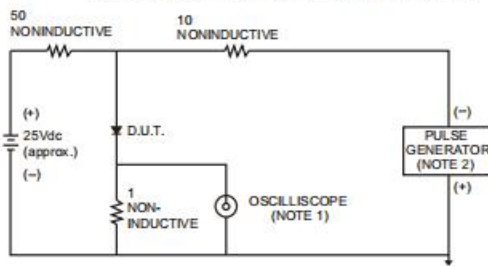 50
NONINDUCTIVE
10
NONINDUCTIVE
(+)
25Vdc
(approx.)
(–)
D.U.T.
1
NON-
INDUCTIVE
OSCILLISCOPE
(NOTE 1)
(–)
PULSE
GENERATOR
(NOTE 2)
(+)